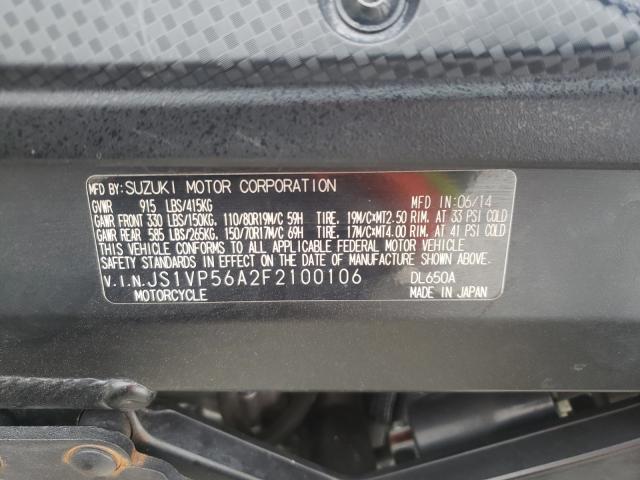 MFD BY: SUZUKI MOTOR CORPORATION MFD IN: 06/14
GVWR 915 LBS/415KG
GAWR FRONT 330 LBS/150KG, 110/80R19M/C 59H TIRE, 19M/C×MT2.50 RIM. AT 33 PSI COLD
GAWR REAR 585 LBS/265KG, 150/70R17M/C 69H TIRE, 17M/C×MT4.00 RIM. AT 41 PSI COLD
THIS VEHICLE CONFORMS TO ALL APPLICABLE FEDERAL MOTOR VEHICLE
SAFETY STANDARDS IN EFFECT ON THE DATE OF MANUFACTURE SHOWN ABOVE.
V.I.N. JS1VP56A2F2100106 DL650A
MOTORCYCLE MADE IN JAPAN